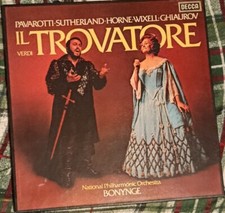 PAVAROTTI·SUTHERLAND·HORNE·WIXELL·GHIAUROV
DECCA
IL TROVATORE
VERDI
National Philharmonic Orchestra
BONYNGE